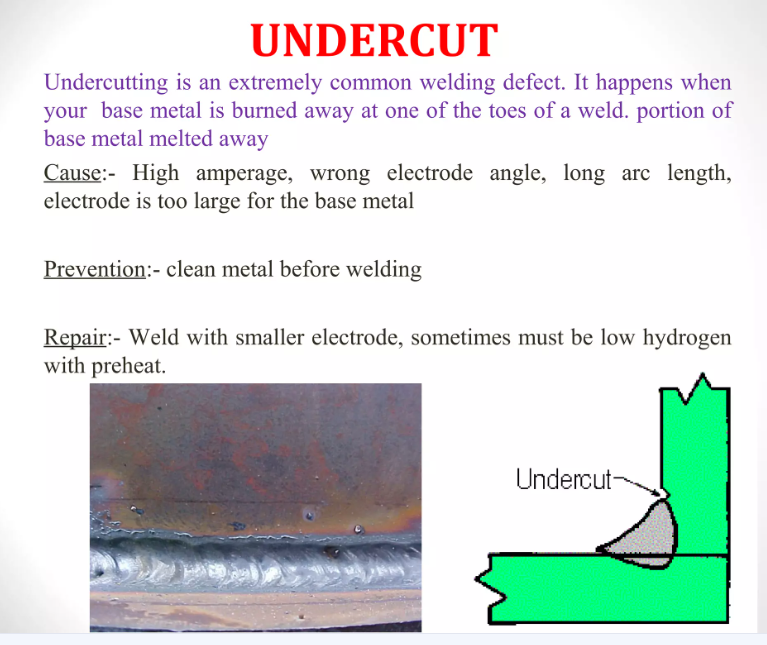 UNDERCUT
Undercutting is an extremely common welding defect. It happens when
your base metal is burned away at one of the toes of a weld. portion of
base metal melted away
Cause:- High amperage, wrong electrode angle, long arc length,
electrode is too large for the base metal
Prevention:- clean metal before welding
Repair:- Weld with smaller electrode, sometimes must be low hydrogen
with preheat.
Undercut